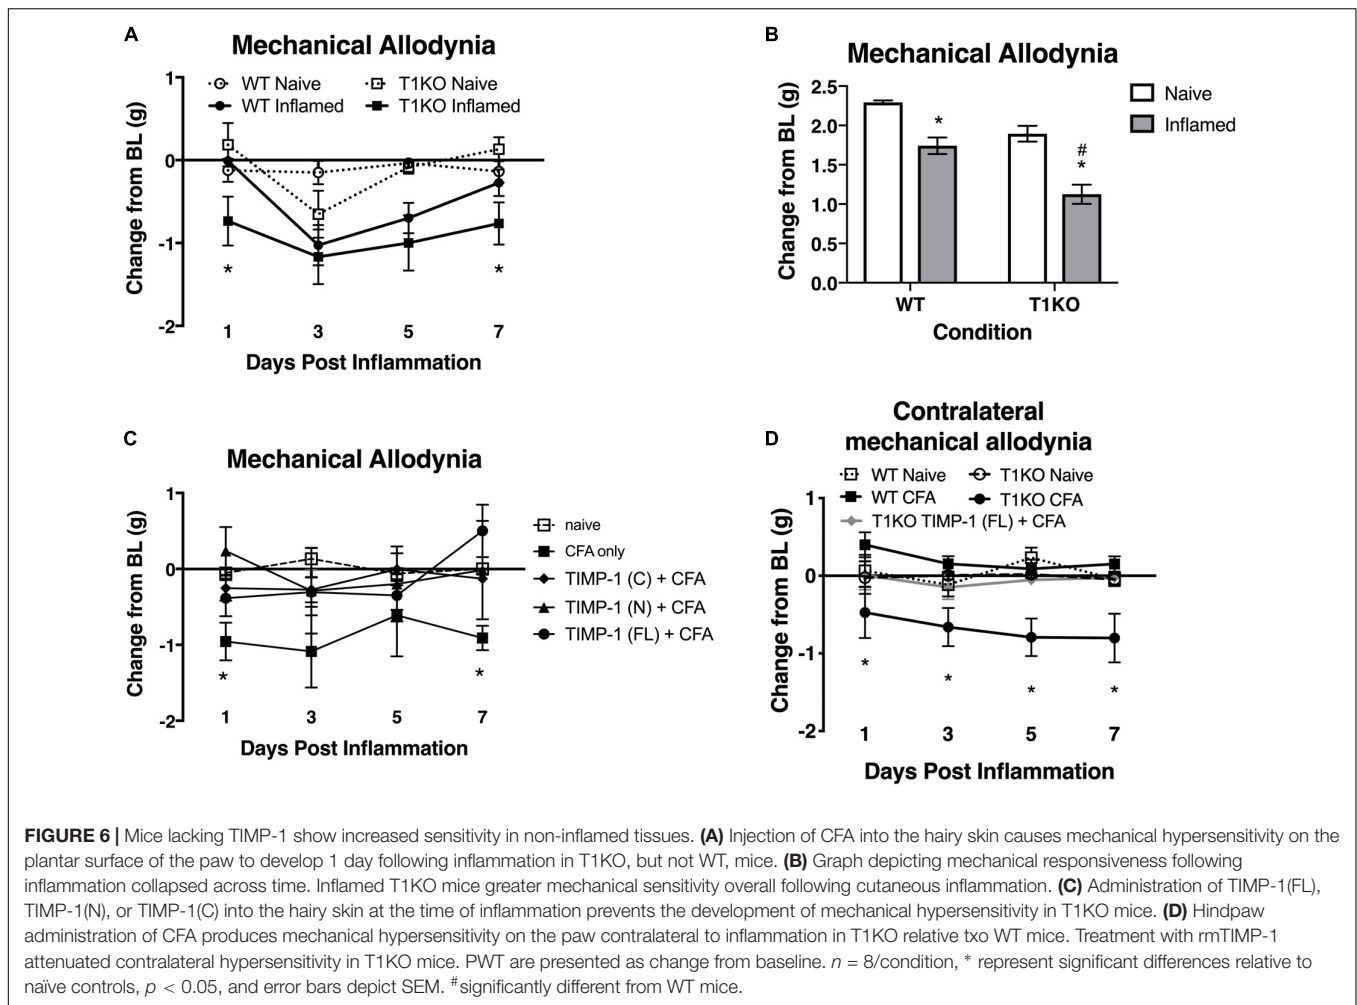 A
Mechanical Allodynia
WT Naive
T1KO Naive
WT Inflamed
T1KO Inflamed
Change from BL (g)
1
0
-1
-2
*
*
1 3 5 7
Days Post Inflammation
B
Mechanical Allodynia
Naive
Inflamed
Change from BL (g)
2.5
2.0
1.5
1.0
0.5
0.0
*
#
*
WT T1KO
Condition
C
Mechanical Allodynia
naive
CFA only
TIMP-1 (C) + CFA
TIMP-1 (N) + CFA
TIMP-1 (FL) + CFA
Change from BL (g)
1
0
-1
-2
*
*
1 3 5 7
Days Post Inflammation
D
Contralateral
mechanical allodynia
WT Naive
T1KO Naive
WT CFA
T1KO CFA
T1KO TIMP-1 (FL) + CFA
Change from BL (g)
1
0
-1
-2
*
*
*
*
1 3 5 7
Days Post Inflammation
FIGURE 6 | Mice lacking TIMP-1 show increased sensitivity in non-inflamed tissues. (A) Injection of CFA into the hairy skin causes mechanical hypersensitivity on the
plantar surface of the paw to develop 1 day following inflammation in T1KO, but not WT, mice. (B) Graph depicting mechanical responsiveness following
inflammation collapsed across time. Inflamed T1KO mice greater mechanical sensitivity overall following cutaneous inflammation. (C) Administration of TIMP-1(FL),
TIMP-1(N), or TIMP-1(C) into the hairy skin at the time of inflammation prevents the development of mechanical hypersensitivity in T1KO mice. (D) Hindpaw
administration of CFA produces mechanical hypersensitivity on the paw contralateral to inflammation in T1KO relative txo WT mice. Treatment with rmTIMP-1
attenuated contralateral hypersensitivity in T1KO mice. PWT are presented as change from baseline. n = 8/condition, * represent significant differences relative to
naïve controls, p < 0.05, and error bars depict SEM. #significantly different from WT mice.